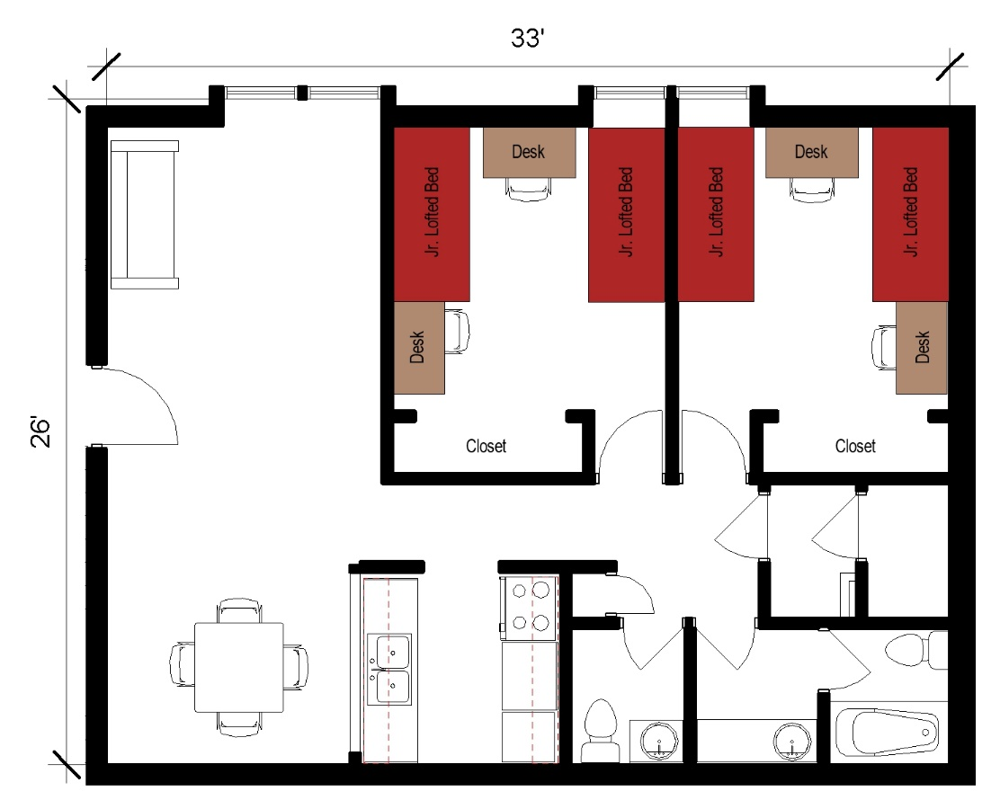 33'
Desk
Desk
Jr. Lofted Bed
Jr. Lofted Bed
Jr. Lofted Bed
Jr. Lofted Bed
Desk
Desk
26'
Closet
Closet